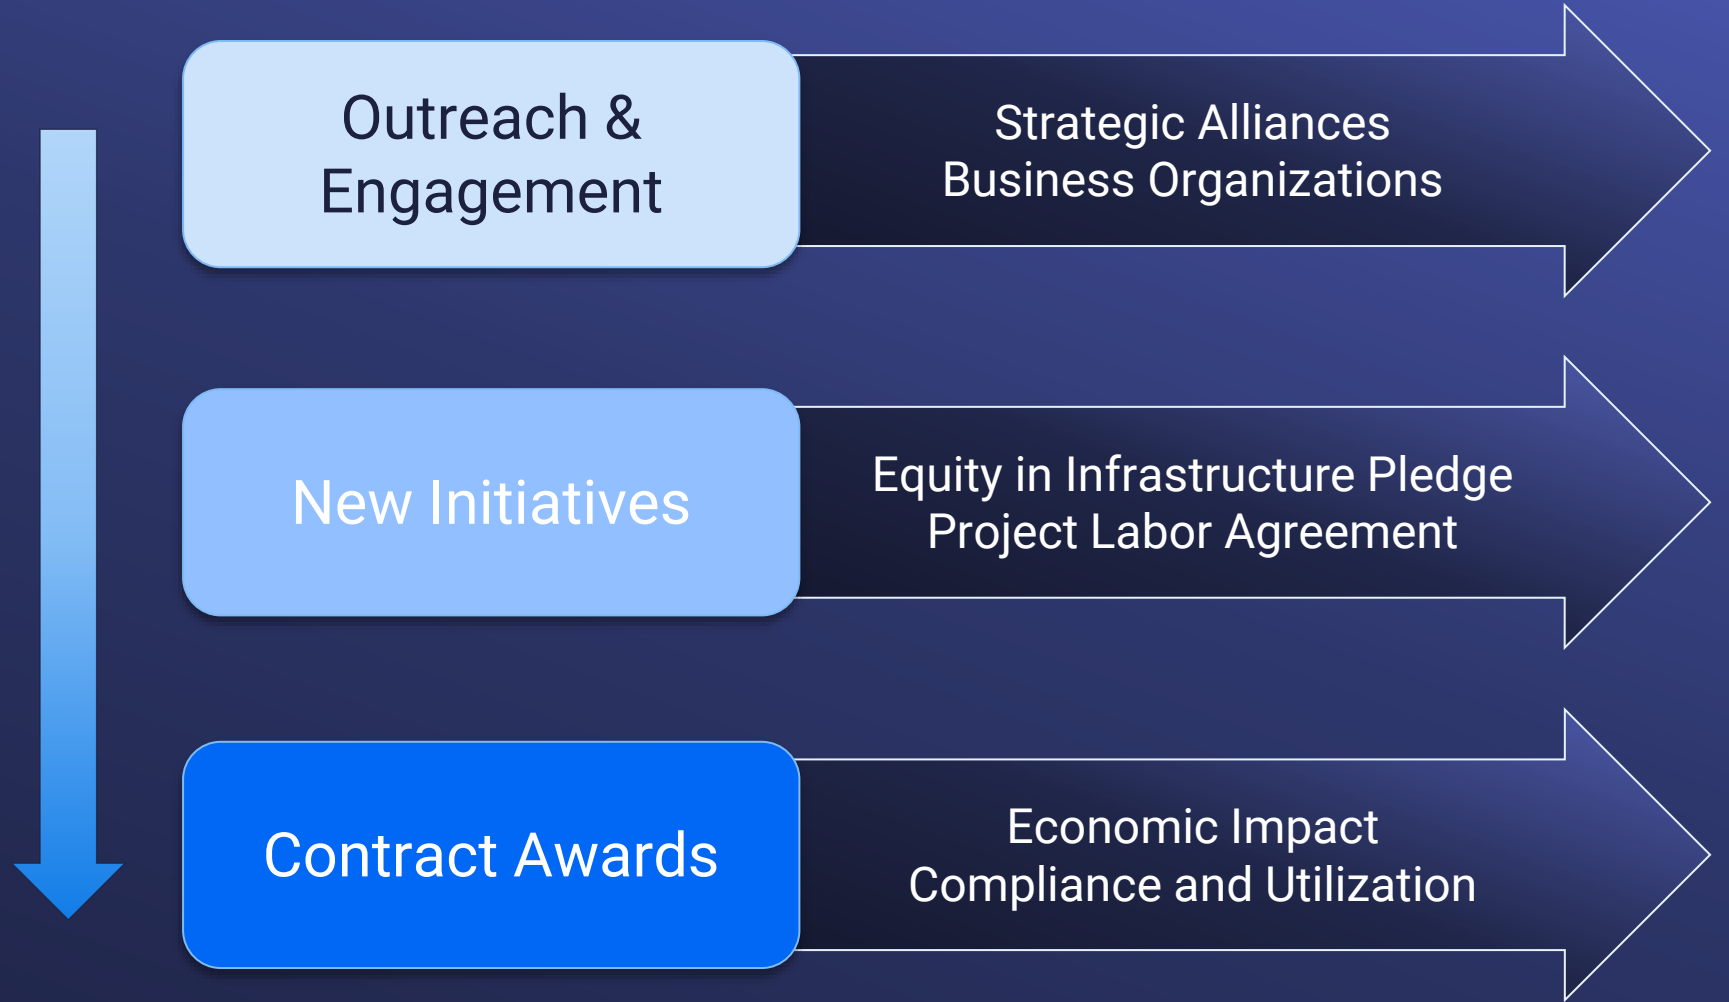 Outreach &
Engagement
Strategic Alliances
Business Organizations
New Initiatives
Equity in Infrastructure Pledge
Project Labor Agreement
Contract Awards
Economic Impact
Compliance and Utilization